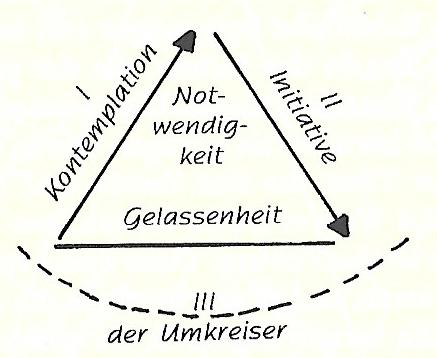 I
Kontemplation
II
Initiative
Not-
wendig-
keit
Gelassenheit
III
der Umkreiser